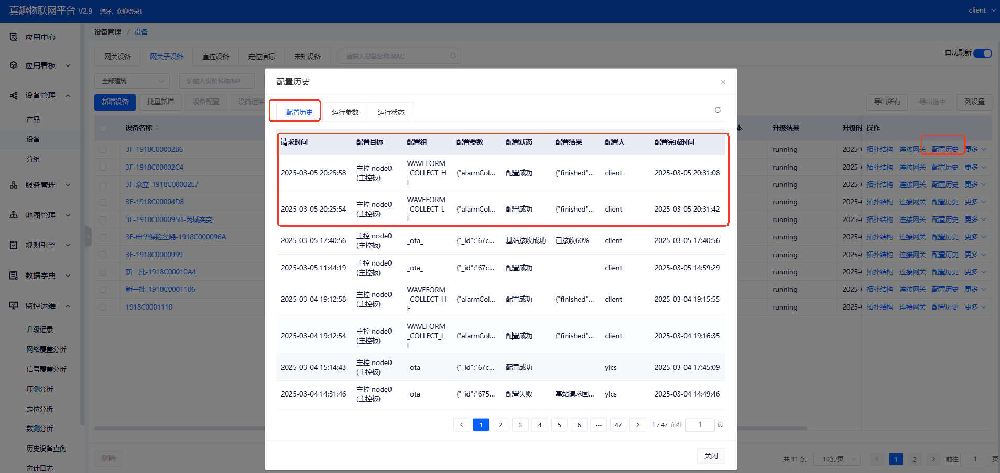 真趣物联网平台 V2.9 您好，欢迎登录!
client
应用中心
应用看板
设备管理
产品
设备
分组
服务管理
地图管理
规则引擎
数据字典
监控运维
升级记录
网络覆盖分析
信号覆盖分析
压测分析
定位分析
数测分析
历史设备查询
审计日志
设备管理 / 设备
网关设备 网关子设备 直连设备 定位信标 未知设备 请输入设备名称/MAC
自动刷新
全部建筑 请输入设备名称/MA
新增设备 批量新增 设备配置 设备运维
导出所有 导出选中 列设置
设备名称
3F-1918C00002B6
3F-1918C00002C4
3F-众立-1918C00002E7
3F-1918C00004D8
3F-1918C000095B-芮城突变
3F-申华保险丝烧-1918C000096A
3F-1918C0000999
新一批-1918C00010A4
新一批-1918C0001106
1918C0001110
本 升级结果 升级时 操作
running 2025-0 拓扑结构 连接网关 配置历史 更多
running 2025-0 拓扑结构 连接网关 配置历史 更多
running 2025-0 拓扑结构 连接网关 配置历史 更多
running 2025-0 拓扑结构 连接网关 配置历史 更多
running 2025-0 拓扑结构 连接网关 配置历史 更多
running 2025-0 拓扑结构 连接网关 配置历史 更多
running 2025-0 拓扑结构 连接网关 配置历史 更多
running 2025-0 拓扑结构 连接网关 配置历史 更多
running 2025-0 拓扑结构 连接网关 配置历史 更多
running 2025-0 拓扑结构 连接网关 配置历史 更多
配置历史
配置历史 运行参数 运行状态
请求时间 配置目标 配置组 配置参数 配置状态 配置结果 配置人 配置完成时间
2025-03-05 20:25:58 主控 node0 (主控板) WAVEFORM_COLLECT_HF {"alarmCol... 配置成功 {"finished"... client 2025-03-05 20:31:08
2025-03-05 20:25:54 主控 node0 (主控板) WAVEFORM_COLLECT_LF {"alarmCol... 配置成功 {"finished"... client 2025-03-05 20:31:42
2025-03-05 17:40:56 主控 node0 (主控板) _ota_ {"_id":"67c... 基站接收成功 已接收60% client 2025-03-05 17:40:56
2025-03-05 11:44:19 主控 node0 (主控板) _ota_ {"_id":"67c... 配置成功 client 2025-03-05 14:59:29
2025-03-04 19:12:58 主控 node0 (主控板) WAVEFORM_COLLECT_HF {"alarmCol... 配置成功 {"finished"... client 2025-03-04 19:15:55
2025-03-04 19:12:54 主控 node0 (主控板) WAVEFORM_COLLECT_LF {"alarmCol... 配置成功 {"finished"... client 2025-03-04 19:16:35
2025-03-04 15:14:43 主控 node0 (主控板) _ota_ {"_id":"67c... 配置成功 ylcs 2025-03-04 17:45:09
2025-03-04 14:31:46 主控 node0 (主控板) _ota_ {"_id":"675... 配置失败 基站请求固... ylcs 2025-03-04 14:49:46
1 2 3 4 5 6 ... 47 1 / 47 前往 1 页
关闭
删除
共 11 条 10条/页 1 2 前往 1 页